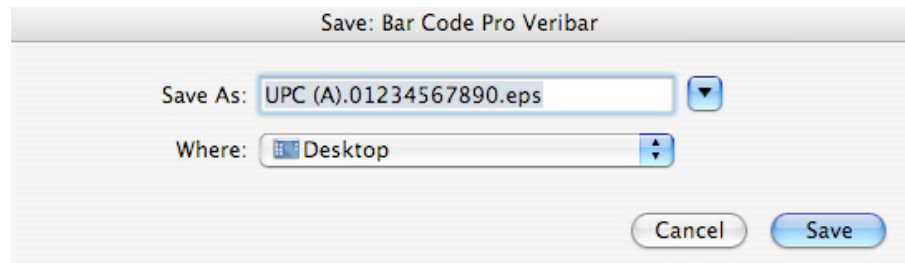 Save: Bar Code Pro Veribar
Save As: UPC (A).01234567890.eps
Where: Desktop
Cancel Save